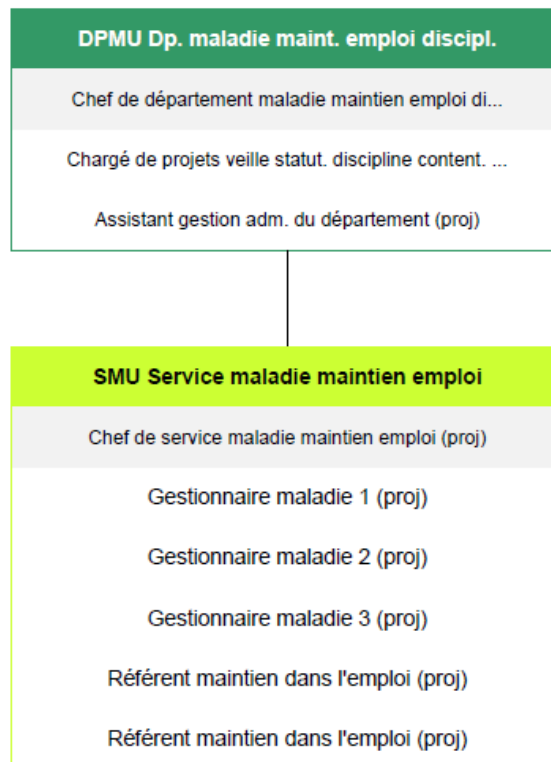 DPMU Dp. maladie maint. emploi discipl.
Chef de département maladie maintien emploi di...
Chargé de projets veille statut. discipline content. ...
Assistant gestion adm. du département (proj)
SMU Service maladie maintien emploi
Chef de service maladie maintien emploi (proj)
Gestionnaire maladie 1 (proj)
Gestionnaire maladie 2 (proj)
Gestionnaire maladie 3 (proj)
Référent maintien dans l'emploi (proj)
Référent maintien dans l'emploi (proj)